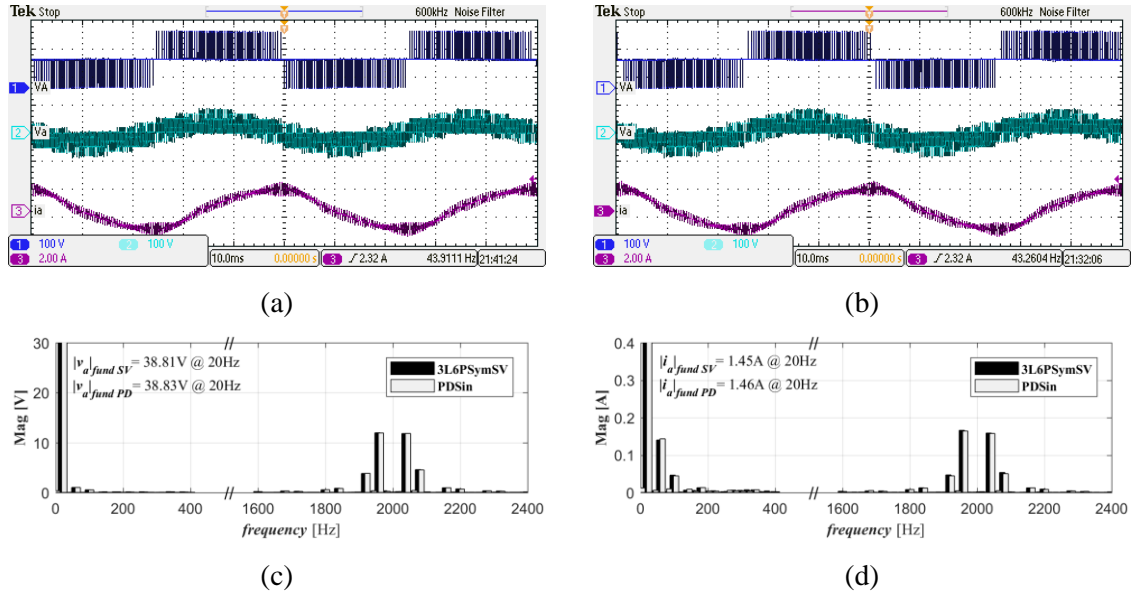 Tek Stop 600kHz Noise Filter
1 VA
2 Va
3 ia
1 100 V 2 100 V
3 2.00 A 10.0ms 0.00000 s 3 2.32 A 43.9111 Hz 21:41:24
(a)
Tek Stop 600kHz Noise Filter
1 VA
2 Va
3 ia
1 100 V 2 100 V
3 2.00 A 10.0ms 0.00000 s 3 2.32 A 43.2604 Hz 21:32:06
(b)
|v_a|fund SV = 38.81V @ 20Hz
|v_a|fund PD = 38.83V @ 20Hz
3L6PSymSV
PDSin
Mag [V]
30
20
10
0
0 200 400 // 1600 1800 2000 2200 2400
frequency [Hz]
(c)
|i_a|fund SV = 1.45A @ 20Hz
|i_a|fund PD = 1.46A @ 20Hz
3L6PSymSV
PDSin
Mag [A]
0.4
0.3
0.2
0.1
0
0 200 400 // 1600 1800 2000 2200 2400
frequency [Hz]
(d)